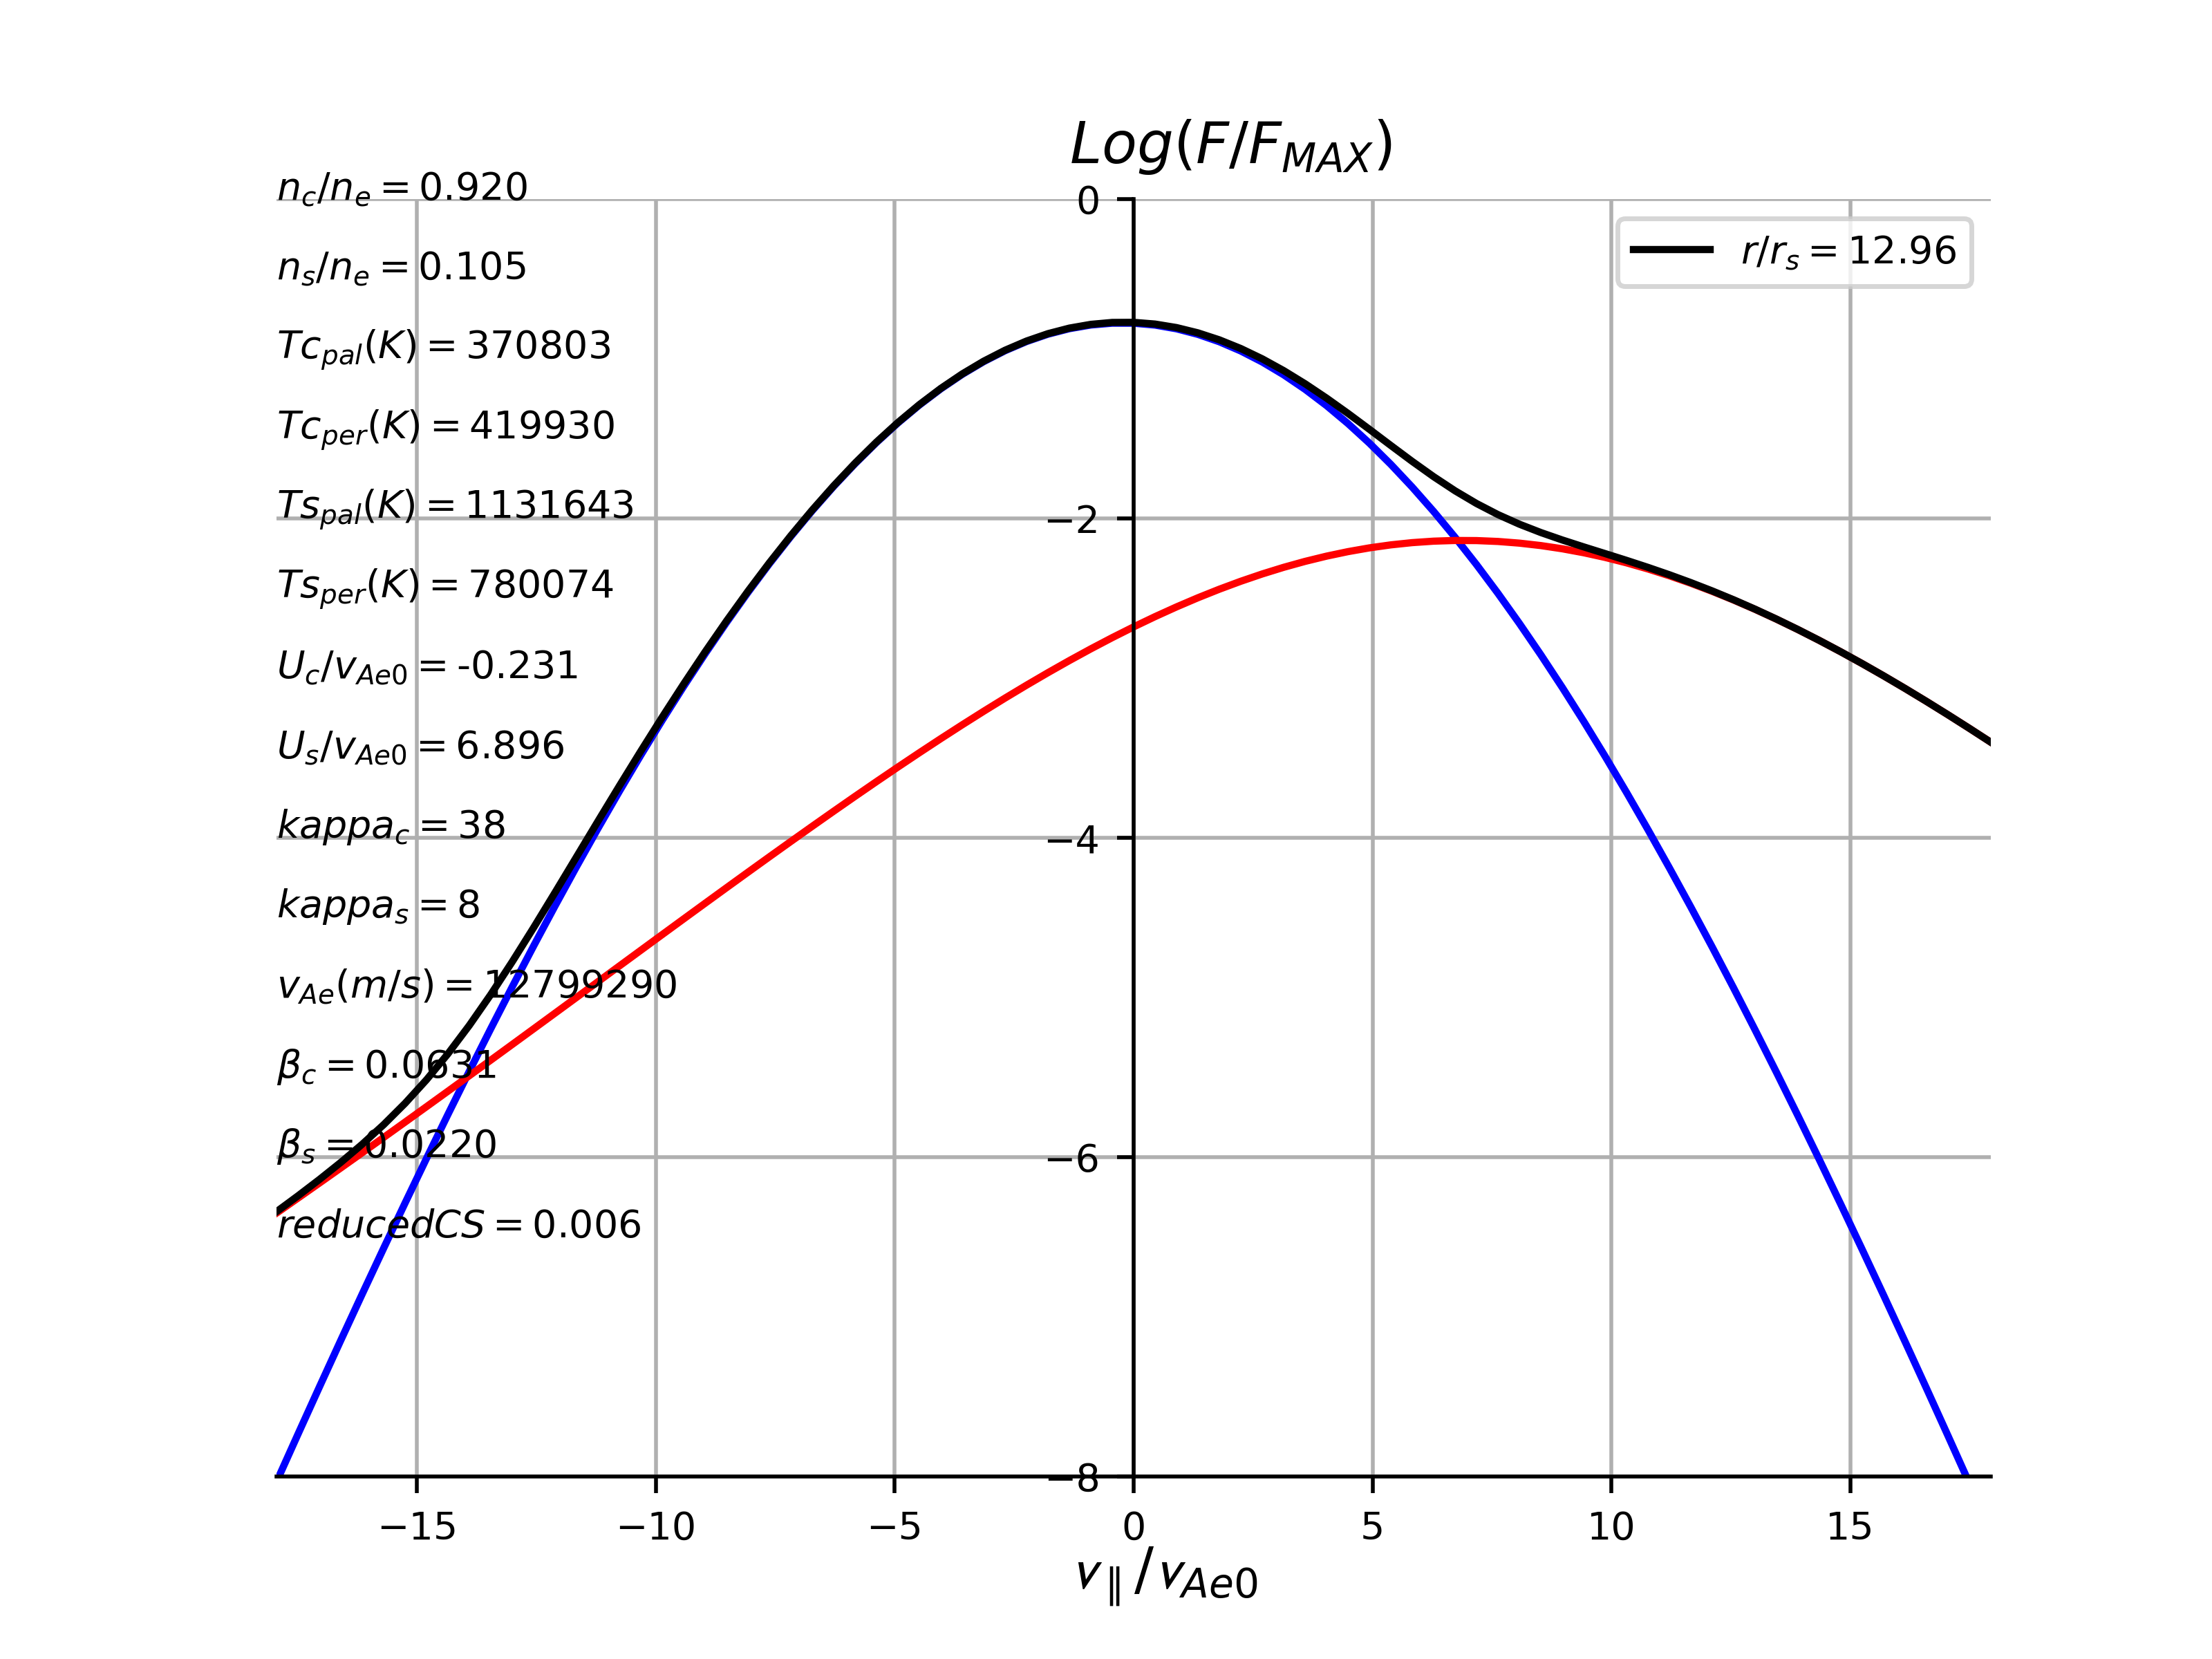 Log(F/F_MAX)
n_c/n_e = 0.920
n_s/n_e = 0.105
Tc_pal(K) = 370803
Tc_per(K) = 419930
Ts_pal(K) = 1131643
Ts_per(K) = 780074
U_c/v_Ae0 = -0.231
U_s/v_Ae0 = 6.896
kappa_c = 38
kappa_s = 8
v_Ae(m/s) = 12799290
β_c = 0.0631
β_s = 0.0220
reducedCS = 0.006
r/r_s = 12.96
0
−2
−4
−6
−8
−15 −10 −5 0 5 10 15
v_∥/v_Ae0